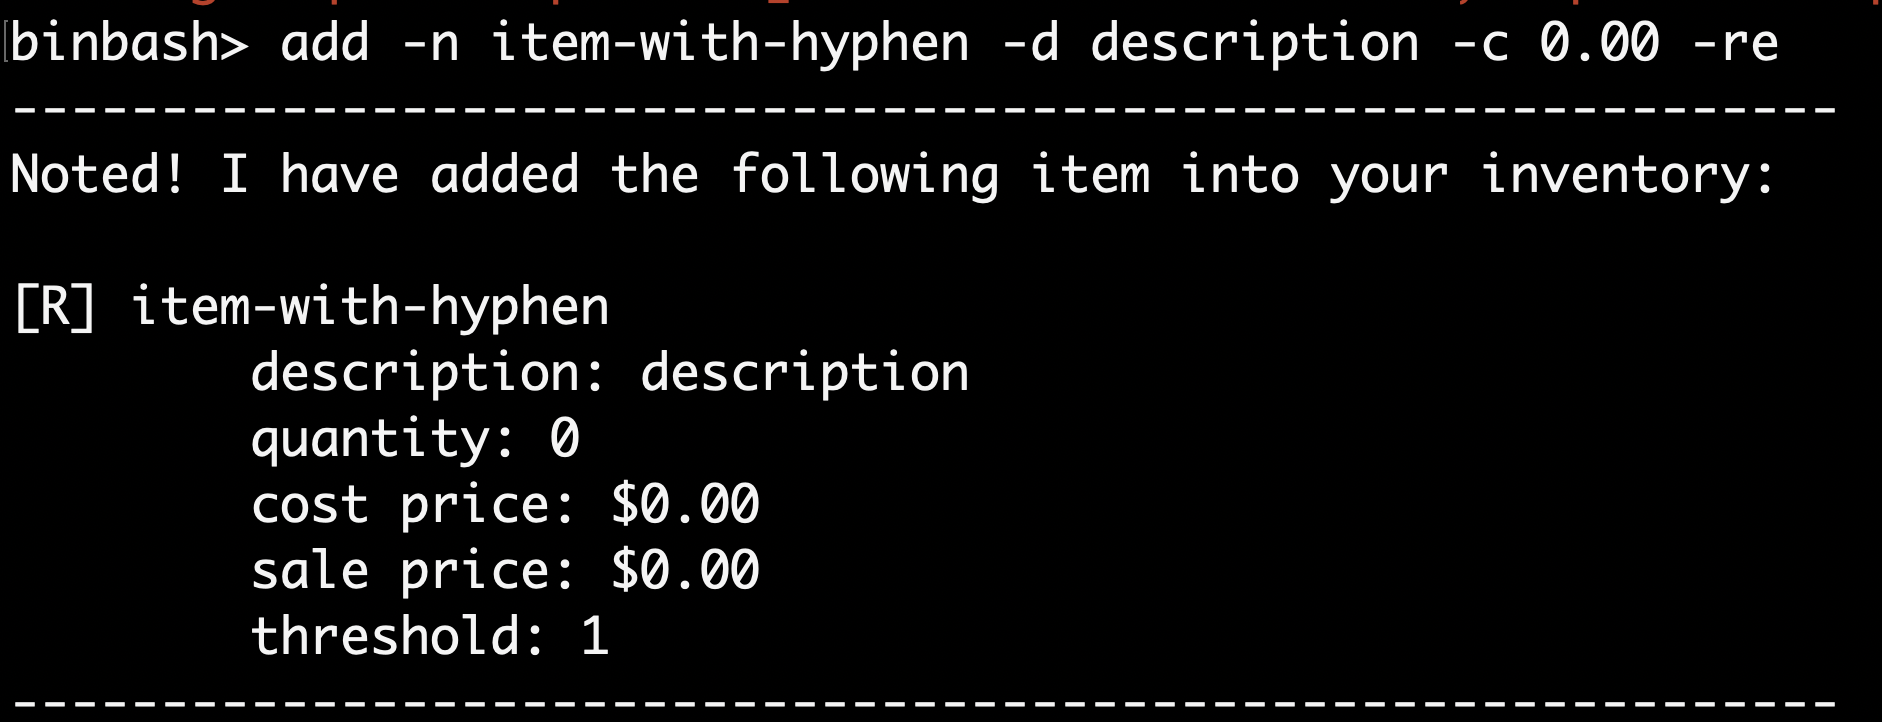 binbash> add -n item-with-hyphen -d description -c 0.00 -re
-------------------------------------------------------------
Noted! I have added the following item into your inventory:
[R] item-with-hyphen
description: description
quantity: 0
cost price: $0.00
sale price: $0.00
threshold: 1
-------------------------------------------------------------